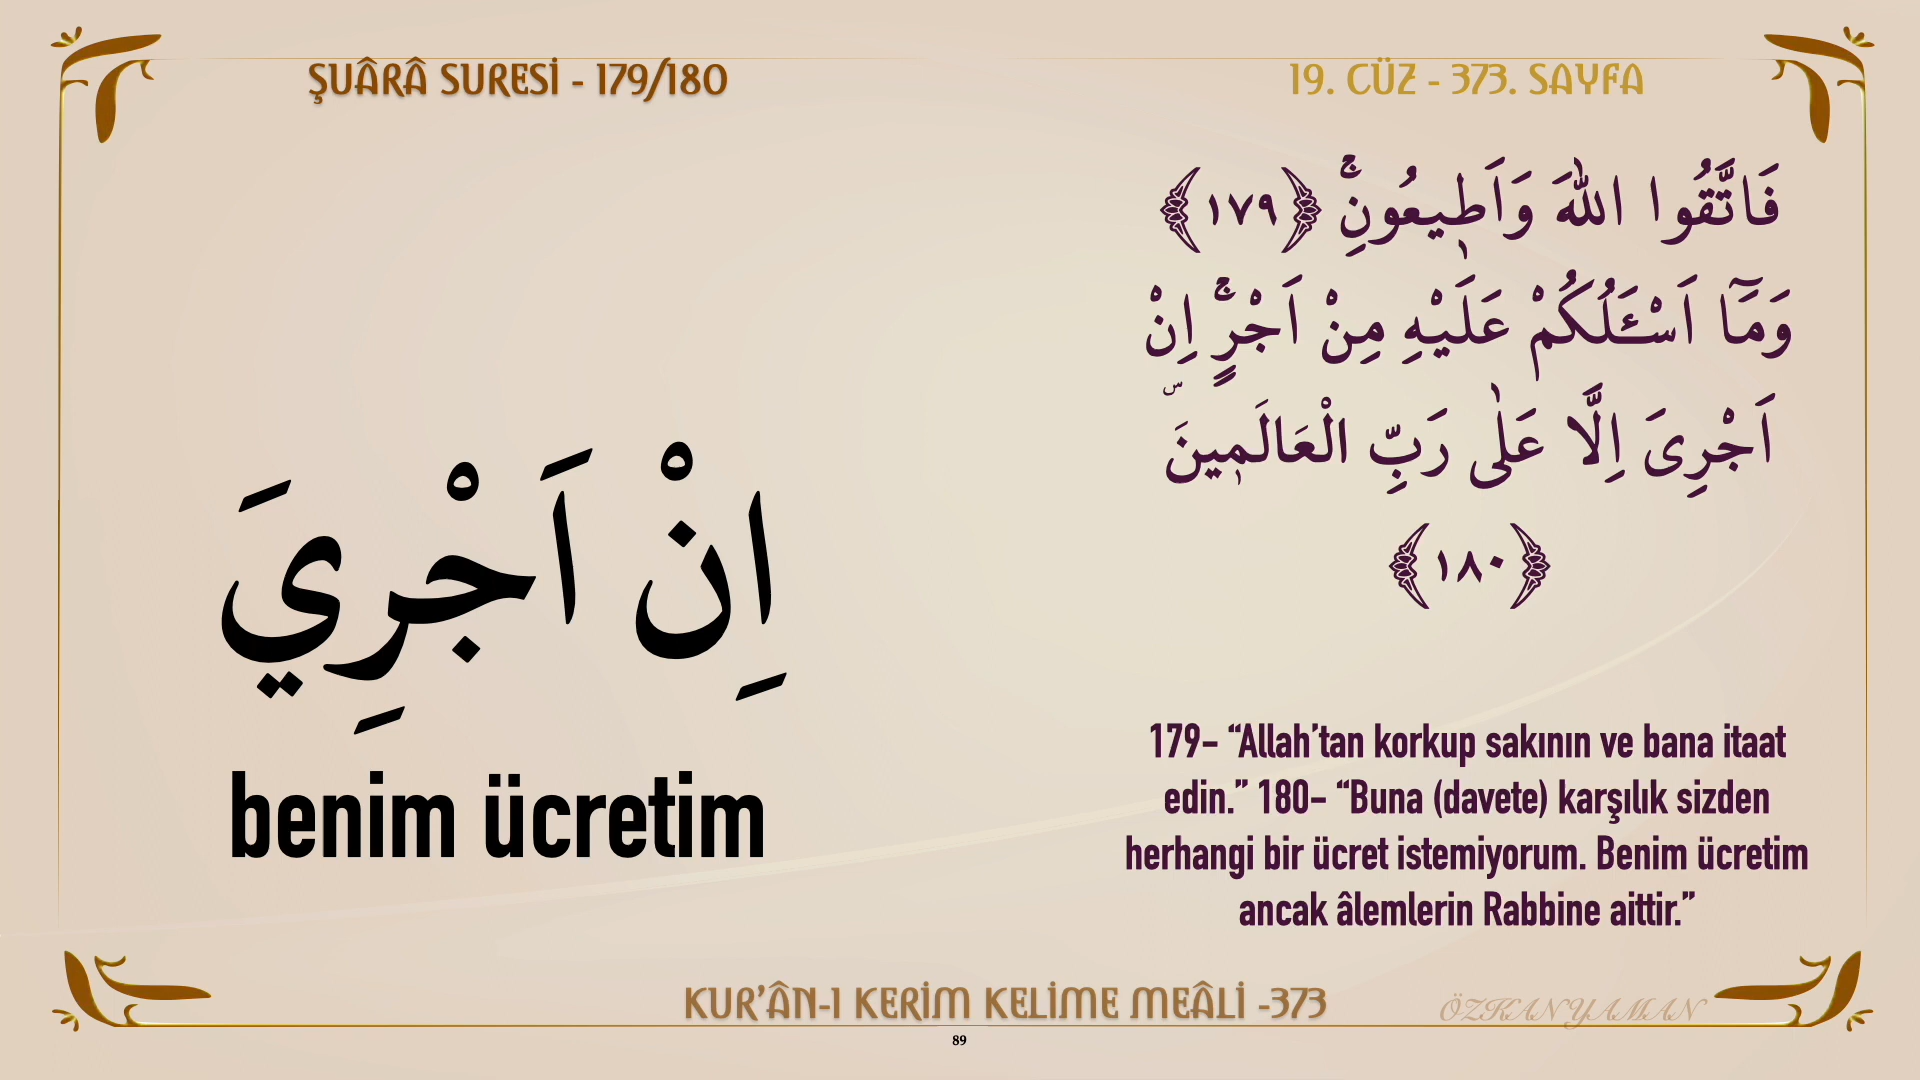 ŞUÂRÂ SURESİ - 179/180
19. CÜZ - 373. SAYFA
فَاتَّقُوا اللّٰهَ وَاَط۪يعُونِۚ ﴿١٧٩﴾
وَمَٓا اَسْـَٔلُكُمْ عَلَيْهِ مِنْ اَجْرٍۚ اِنْ
اَجْرِىَ اِلَّا عَلٰى رَبِّ الْعَالَم۪ينَۜ
﴿١٨٠﴾
اِنْ اَجْرِيَ
benim ücretim
179– “Allah’tan korkup sakının ve bana itaat
edin.” 180– “Buna (davete) karşılık sizden
herhangi bir ücret istemiyorum. Benim ücretim
ancak âlemlerin Rabbine aittir.”
KUR’ÂN-I KERİM KELİME MEÂLİ -373
ÖZKAN YAMAN
89